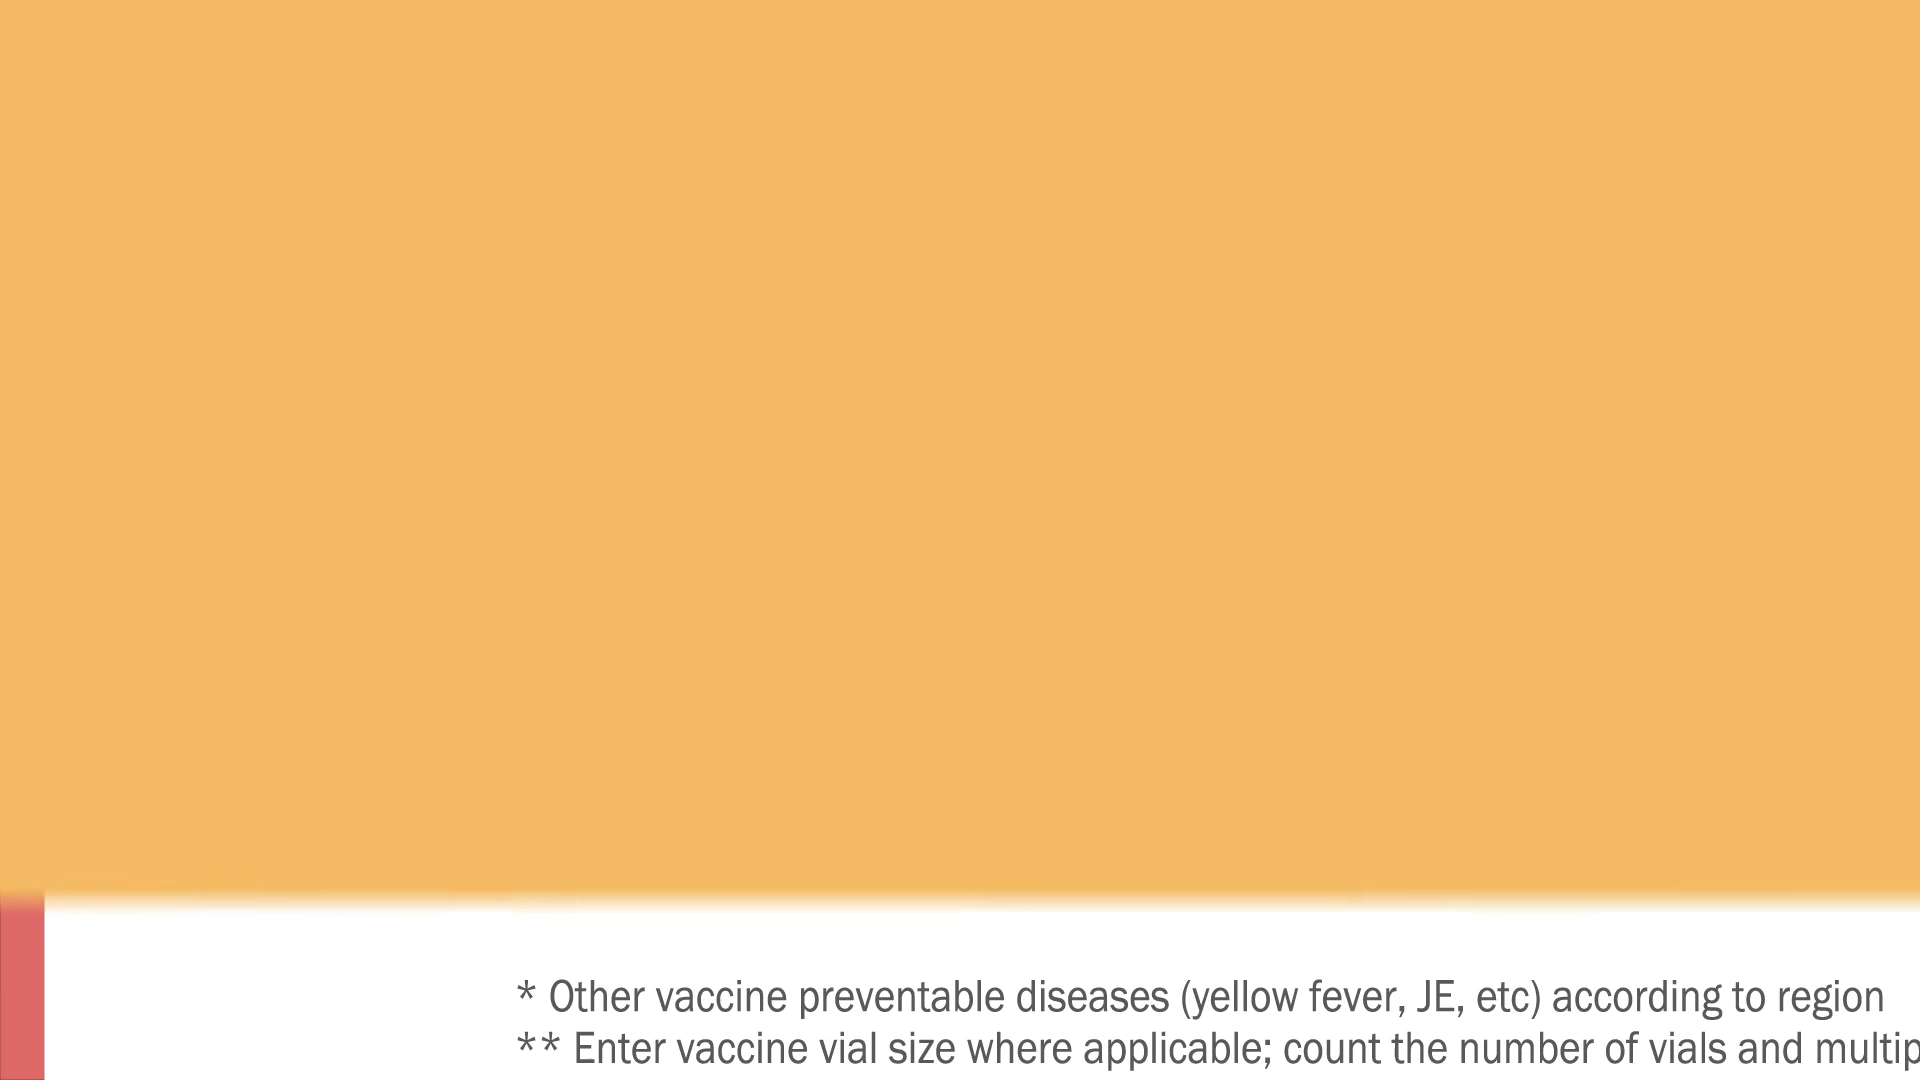 * Other vaccine preventable diseases (yellow fever, JE, etc) according to region
** Enter vaccine vial size where applicable; count the number of vials and